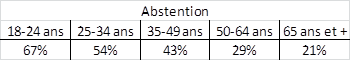 Abstention
18-24 ans 25-34 ans 35-49 ans 50-64 ans 65 ans et +
67% 54% 43% 29% 21%